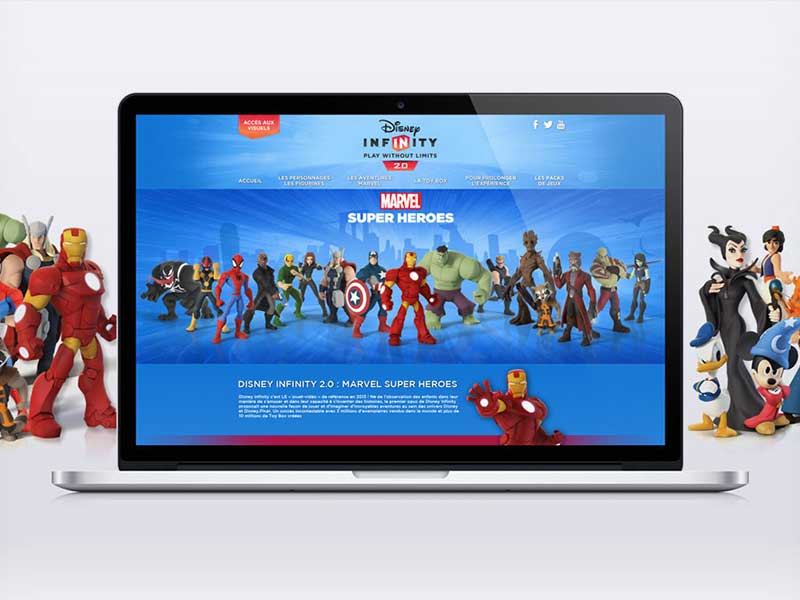 ACCÈS AUX
VISUELS
Disney
INFINITY
PLAY WITHOUT LIMITS
2.0
ACCUEIL
LES PERSONNAGES
LES FIGURINES
LES AVENTURES
MARVEL
LA TOY BOX
POUR PROLONGER
L'EXPÉRIENCE
LES PACKS
DE JEUX
MARVEL
SUPER HEROES
DISNEY INFINITY 2.0 : MARVEL SUPER HEROES
Disney Infinity c'est LE « jouet-vidéo » de référence en 2013 ! Né de l'observation des enfants dans leur
manière de s'amuser et dans leur capacité à s'inventer des histoires, le premier opus de Disney Infinity
proposait une nouvelle façon de jouer et d'imaginer d'incroyables aventures au sein des univers Disney
et Disney.Pixar. Un succès incontestable avec 3 millions d'exemplaires vendus dans le monde et plus de
10 millions de Toy Box créées